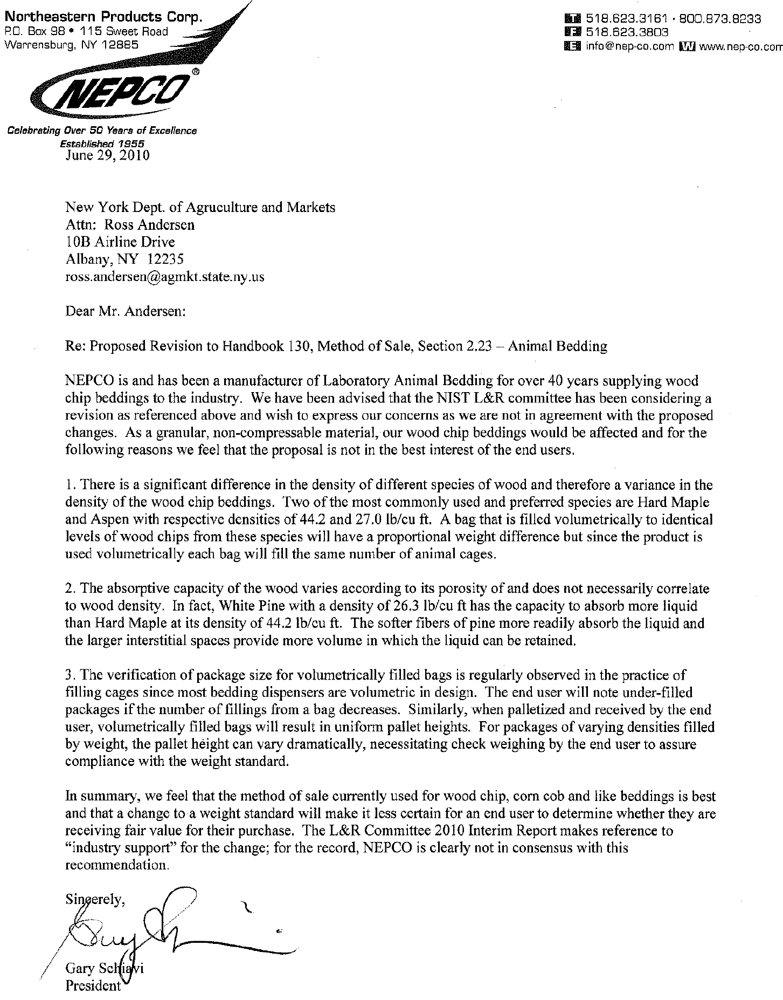 Northeastern Products Corp.
P.O. Box 98 • 115 Sweet Road
Warrensburg, NY 12885
T 518.623.3161 · 800.873.8233
F 518.623.3803
E info@nep-co.com W www.nep-co.com
NEPCO®
Celebrating Over 50 Years of Excellence
Established 1955
June 29, 2010
New York Dept. of Agruculture and Markets
Attn: Ross Andersen
10B Airline Drive
Albany, NY 12235
ross.andersen@agmkt.state.ny.us
Dear Mr. Andersen:
Re: Proposed Revision to Handbook 130, Method of Sale, Section 2.23 – Animal Bedding
NEPCO is and has been a manufacturer of Laboratory Animal Bedding for over 40 years supplying wood
chip beddings to the industry. We have been advised that the NIST L&R committee has been considering a
revision as referenced above and wish to express our concerns as we are not in agreement with the proposed
changes. As a granular, non-compressable material, our wood chip beddings would be affected and for the
following reasons we feel that the proposal is not in the best interest of the end users.
1. There is a significant difference in the density of different species of wood and therefore a variance in the
density of the wood chip beddings. Two of the most commonly used and preferred species are Hard Maple
and Aspen with respective densities of 44.2 and 27.0 lb/cu ft. A bag that is filled volumetrically to identical
levels of wood chips from these species will have a proportional weight difference but since the product is
used volumetrically each bag will fill the same number of animal cages.
2. The absorptive capacity of the wood varies according to its porosity of and does not necessarily correlate
to wood density. In fact, White Pine with a density of 26.3 lb/cu ft has the capacity to absorb more liquid
than Hard Maple at its density of 44.2 lb/cu ft. The softer fibers of pine more readily absorb the liquid and
the larger interstitial spaces provide more volume in which the liquid can be retained.
3. The verification of package size for volumetrically filled bags is regularly observed in the practice of
filling cages since most bedding dispensers are volumetric in design. The end user will note under-filled
packages if the number of fillings from a bag decreases. Similarly, when palletized and received by the end
user, volumetrically filled bags will result in uniform pallet heights. For packages of varying densities filled
by weight, the pallet height can vary dramatically, necessitating check weighing by the end user to assure
compliance with the weight standard.
In summary, we feel that the method of sale currently used for wood chip, corn cob and like beddings is best
and that a change to a weight standard will make it less certain for an end user to determine whether they are
receiving fair value for their purchase. The L&R Committee 2010 Interim Report makes reference to
“industry support” for the change; for the record, NEPCO is clearly not in consensus with this
recommendation.
Sincerely,
Gary Schiavi
President